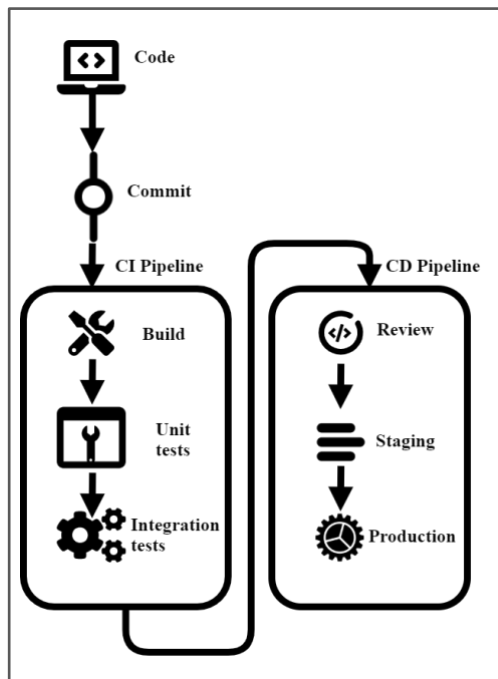 Code
Commit
CI Pipeline
Build
Unit
tests
Integration
tests
CD Pipeline
Review
Staging
Production